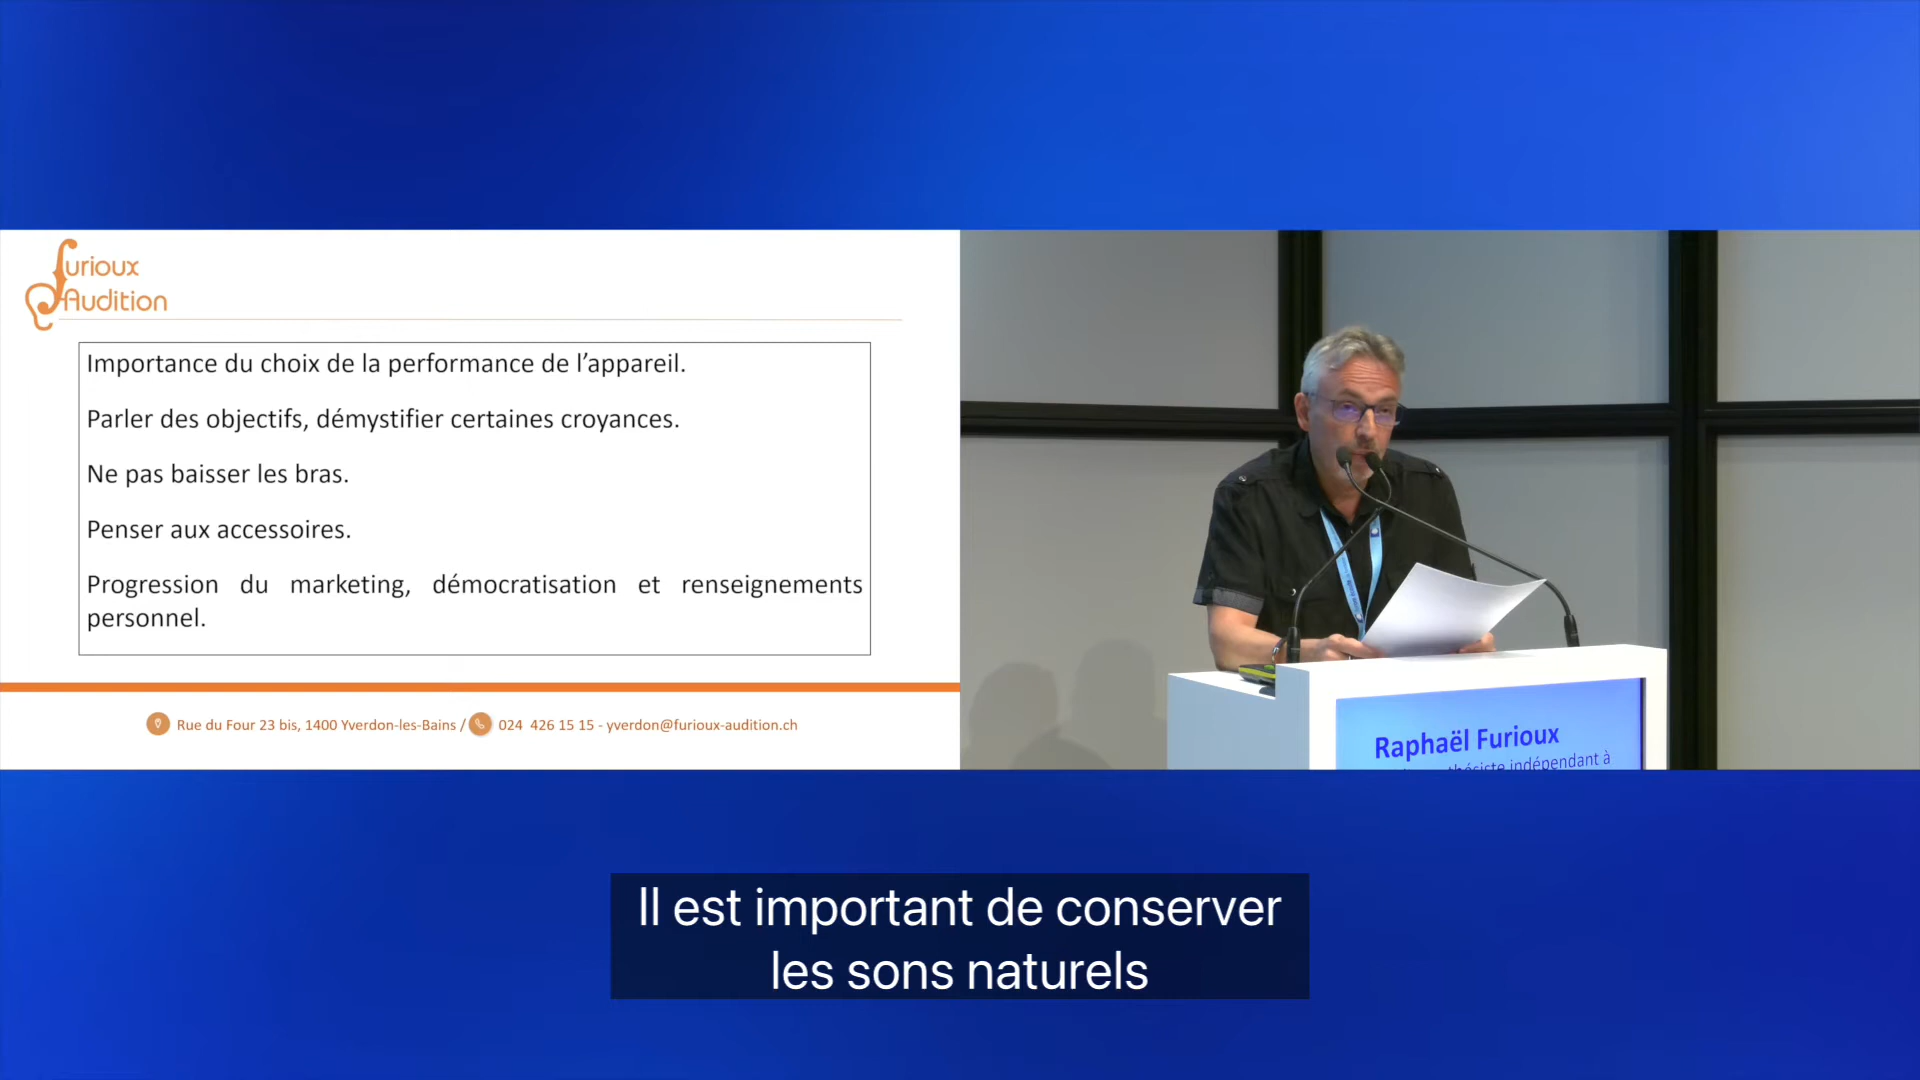 Furioux
Audition
Importance du choix de la performance de l’appareil.
Parler des objectifs, démystifier certaines croyances.
Ne pas baisser les bras.
Penser aux accessoires.
Progression du marketing, démocratisation et renseignements
personnel.
Rue du Four 23 bis, 1400 Yverdon-les-Bains / 024 426 15 15 - yverdon@furioux-audition.ch
Raphaël Furioux
indépendant à
Il est important de conserver
les sons naturels